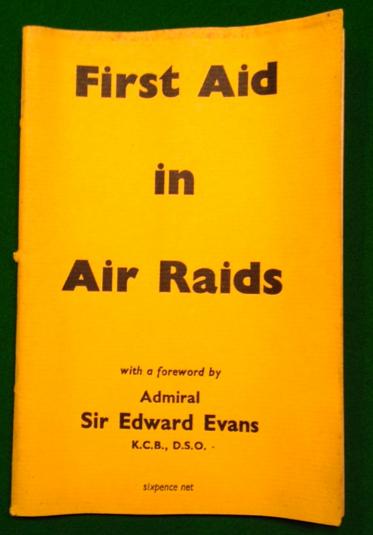 First Aid
in
Air Raids
with a foreword by
Admiral
Sir Edward Evans
K.C.B., D.S.O.
sixpence net